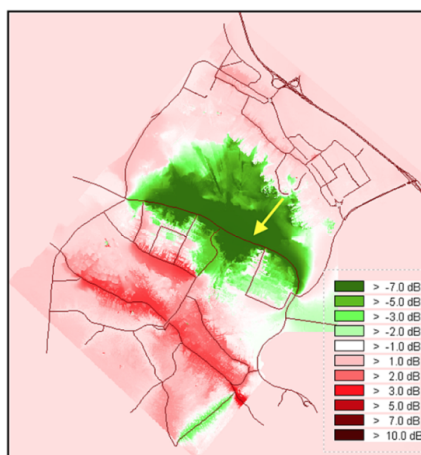 > -7.0 dB
> -5.0 dB
> -3.0 dB
> -2.0 dB
> -1.0 dB
> 1.0 dB
> 2.0 dB
> 3.0 dB
> 5.0 dB
> 7.0 dB
> 10.0 dB